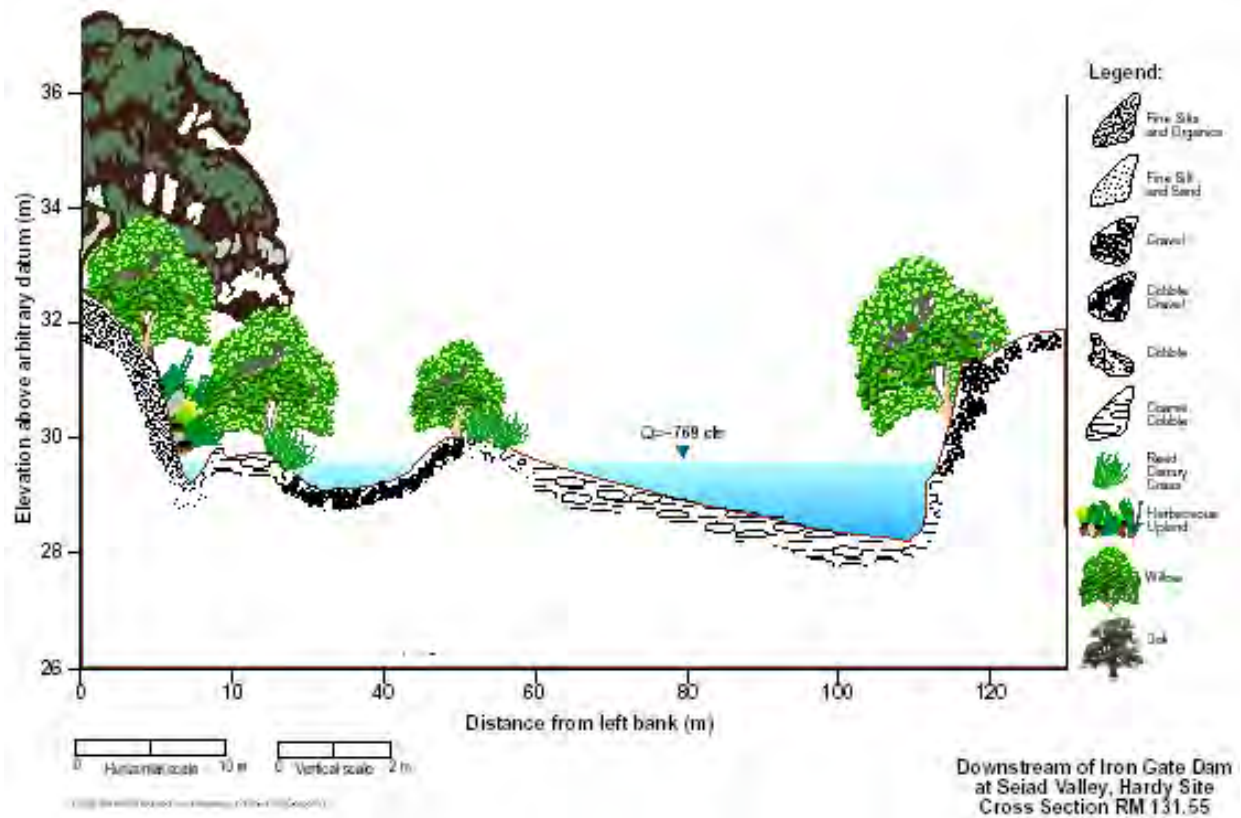 Legend:
Fine Silts
and Organics
Fine Silt
and Sand
Gravel
Cobble
Gravel
Cobble
Coarse
Cobble
Reed
Canary
Grass
Herbaceous
Upland
Willow
Oak
Elevation above arbitrary datum (m)
36
34
32
30
28
26
Q=~768 cfs
0
10
40
60
80
100
120
Distance from left bank (m)
0
Horizontal scale
10 m
0
Vertical scale
2 m
Downstream of Iron Gate Dam
at Seiad Valley, Hardy Site
Cross Section RM 131.55